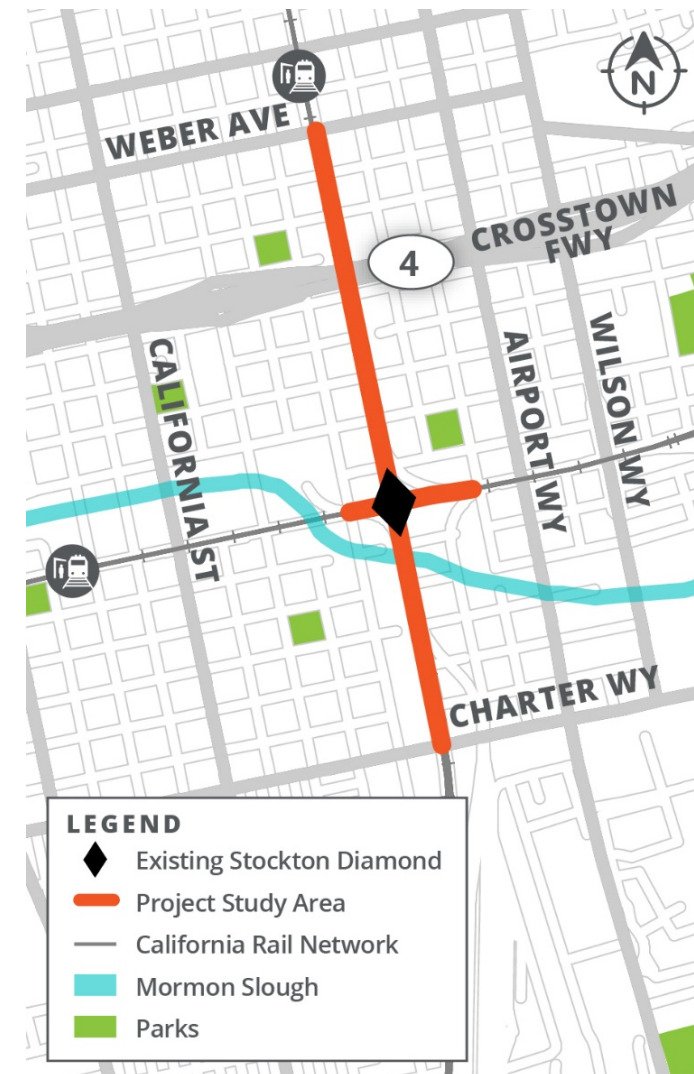 N
WEBER AVE
CROSSTOWN
FWY
4
CALIFORNIA ST
AIRPORT WY
WILSON WY
CHARTER WY
LEGEND
Existing Stockton Diamond
Project Study Area
California Rail Network
Mormon Slough
Parks